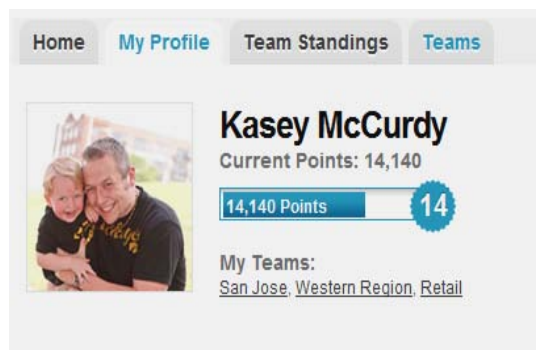 Home My Profile Team Standings Teams
Kasey McCurdy
Current Points: 14,140
14,140 Points 14
My Teams:
San Jose, Western Region, Retail